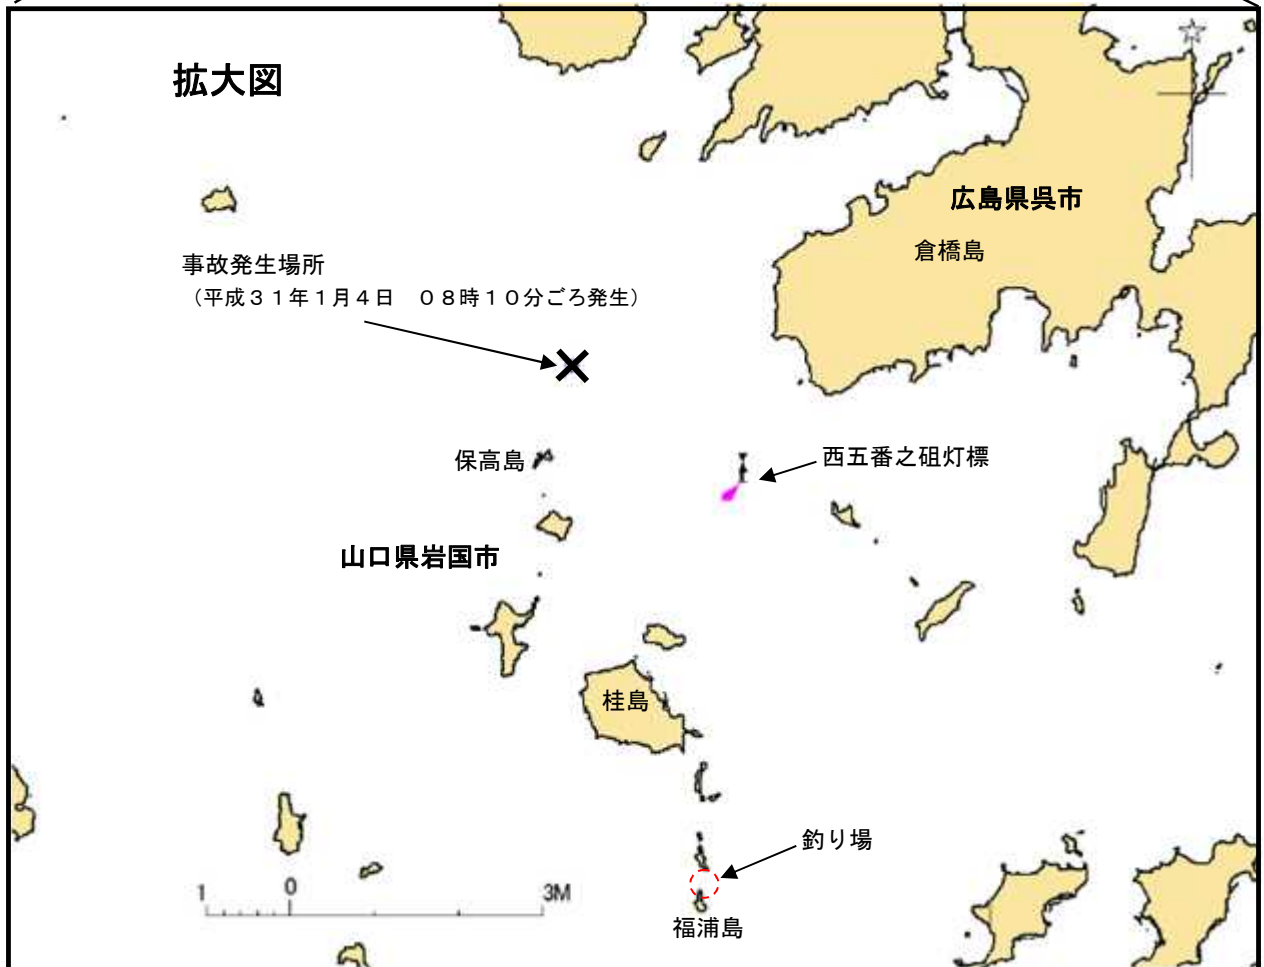 拡大図
広島県呉市
倉橋島
事故発生場所
（平成３１年１月４日　０８時１０分ごろ発生）
保高島
西五番之砠灯標
山口県岩国市
桂島
釣り場
1 0 3M
福浦島